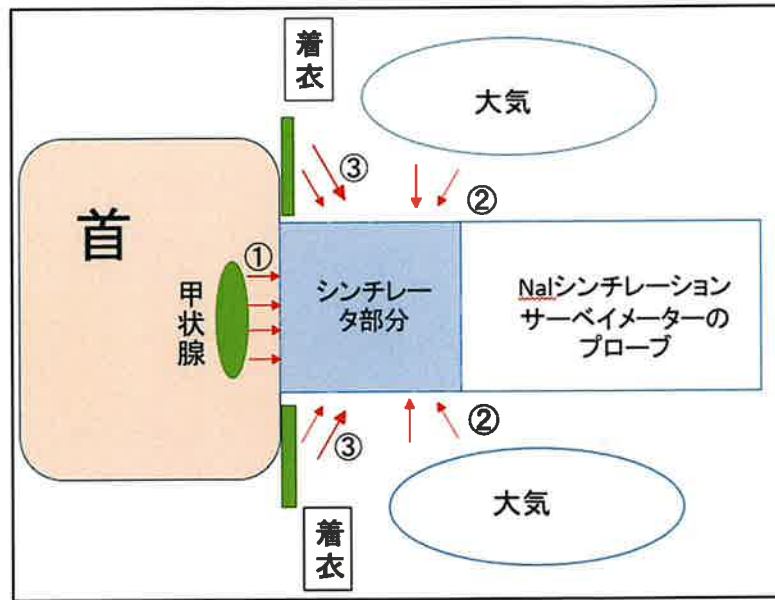 着
衣
大気
③
②
首
①
甲
状
腺
シンチレー
タ部分
NaIシンチレーション
サーベイメーターの
プローブ
②
③
大気
着
衣